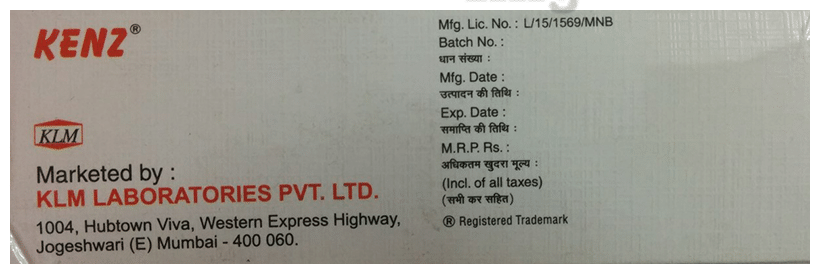 KENZ®
KLM
Marketed by :
KLM LABORATORIES PVT. LTD.
1004, Hubtown Viva, Western Express Highway,
Jogeshwari (E) Mumbai - 400 060.
Mfg. Lic. No. : L/15/1569/MNB
Batch No. :
धान संख्या :
Mfg. Date :
उत्पादन की तिथि :
Exp. Date :
समाप्ति की तिथि :
M.R.P. Rs. :
अधिकतम खुदरा मूल्य :
(Incl. of all taxes)
(सभी कर सहित)
® Registered Trademark